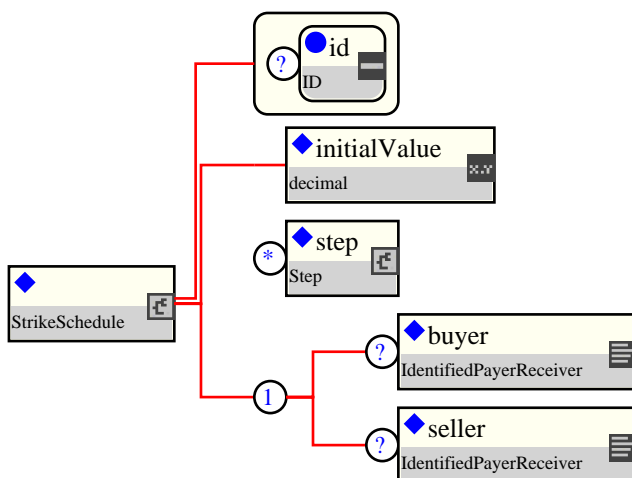 id
?
ID
initialValue
decimal
X.Y
step
*
Step
StrikeSchedule
buyer
?
IdentifiedPayerReceiver
1
seller
?
IdentifiedPayerReceiver